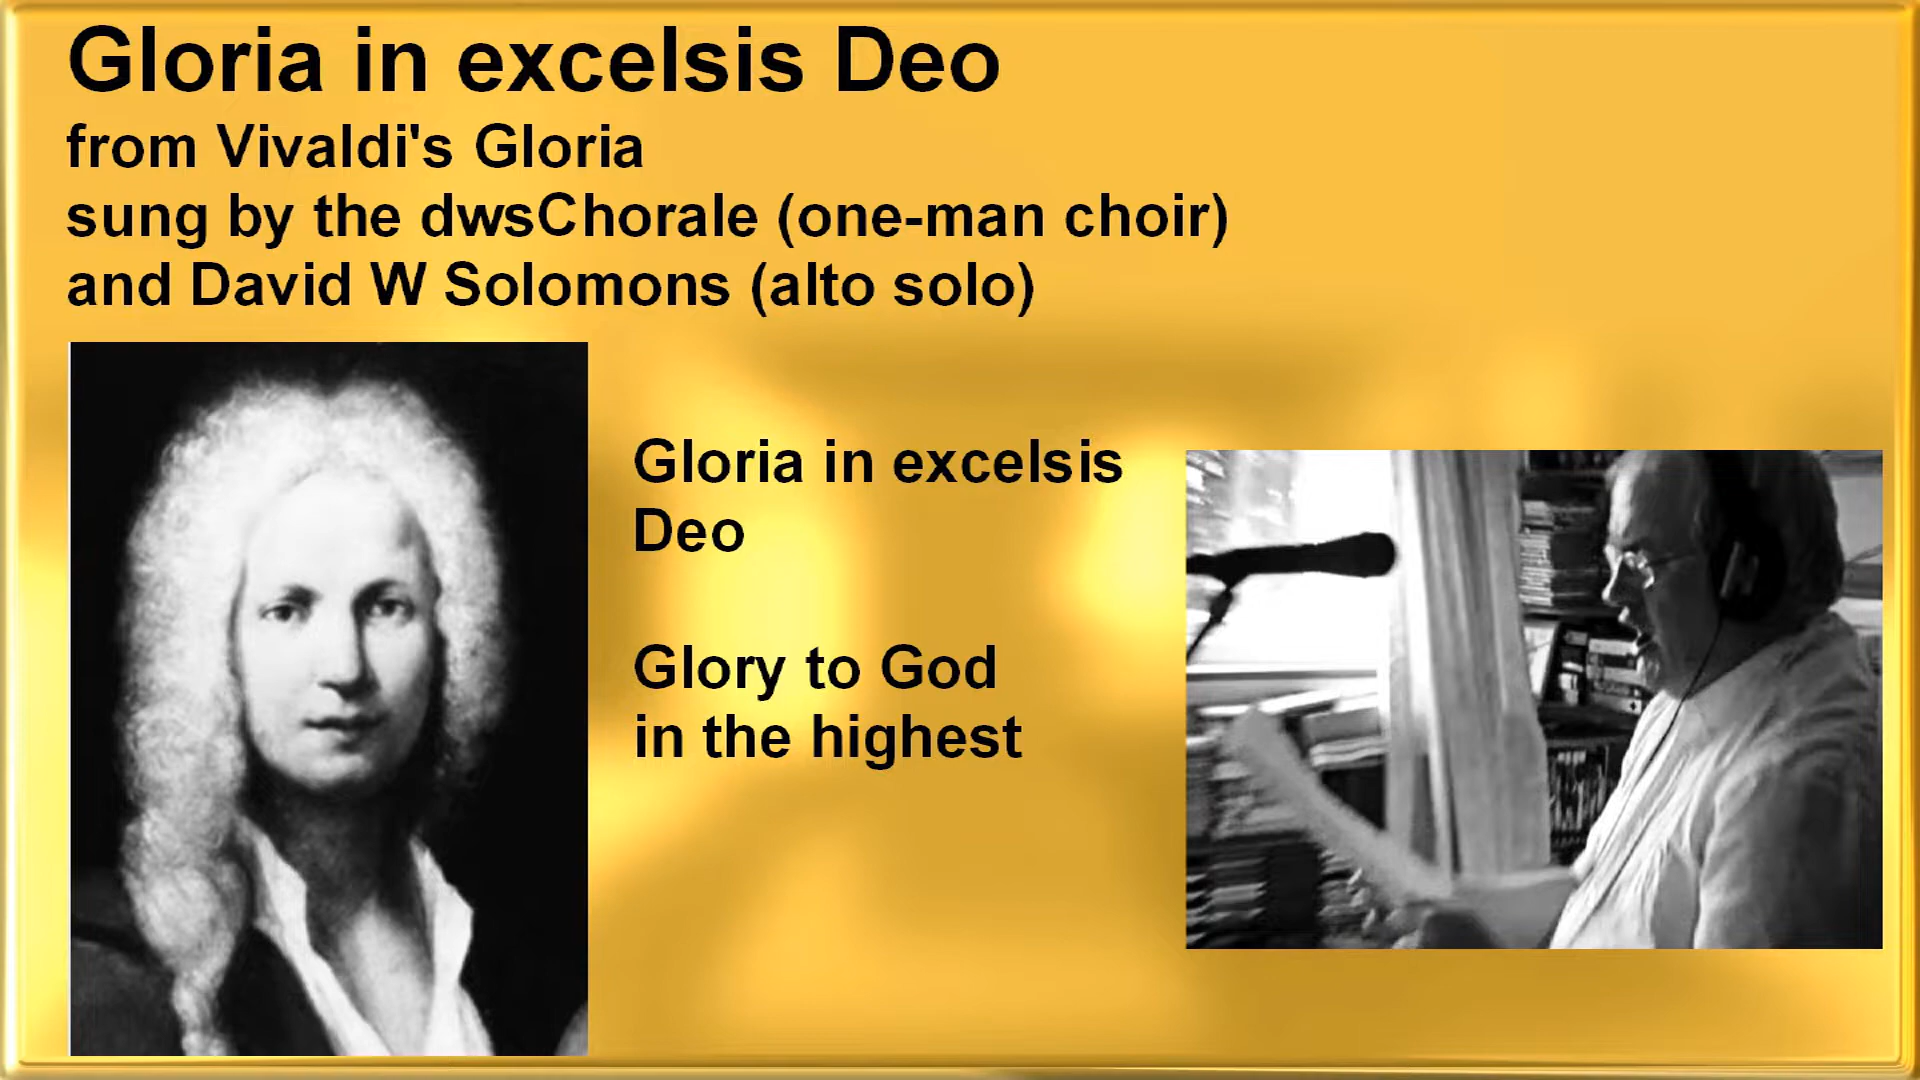 Gloria in excelsis Deo
from Vivaldi's Gloria
sung by the dwsChorale (one-man choir)
and David W Solomons (alto solo)
Gloria in excelsis
Deo
Glory to God
in the highest